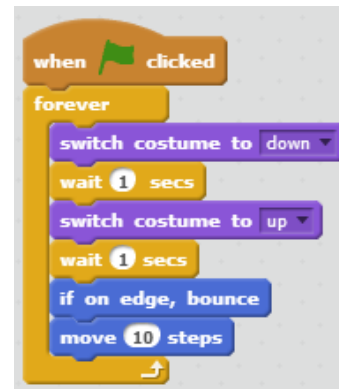 when clicked
forever
switch costume to down
wait 1 secs
switch costume to up
wait 1 secs
if on edge, bounce
move 10 steps